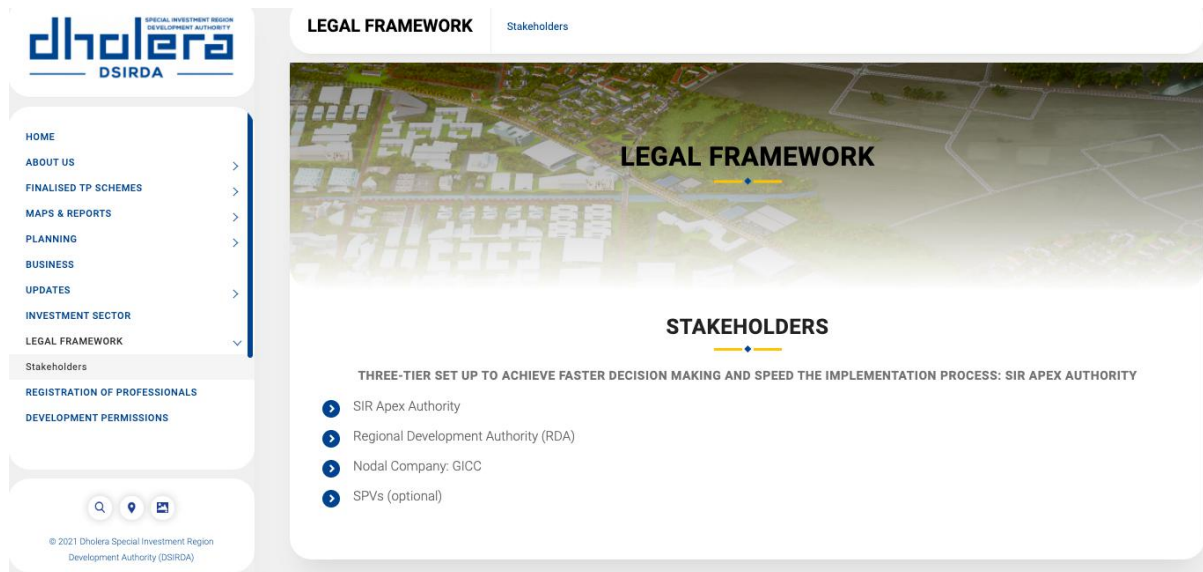 SPECIAL INVESTMENT REGION
DEVELOPMENT AUTHORITY
dholera
DSIRDA
HOME
ABOUT US
FINALISED TP SCHEMES
MAPS & REPORTS
PLANNING
BUSINESS
UPDATES
INVESTMENT SECTOR
LEGAL FRAMEWORK
Stakeholders
REGISTRATION OF PROFESSIONALS
DEVELOPMENT PERMISSIONS
© 2021 Dholera Special Investment Region
Development Authority (DSIRDA)
LEGAL FRAMEWORK Stakeholders
LEGAL FRAMEWORK
STAKEHOLDERS
THREE-TIER SET UP TO ACHIEVE FASTER DECISION MAKING AND SPEED THE IMPLEMENTATION PROCESS: SIR APEX AUTHORITY
SIR Apex Authority
Regional Development Authority (RDA)
Nodal Company: GICC
SPVs (optional)